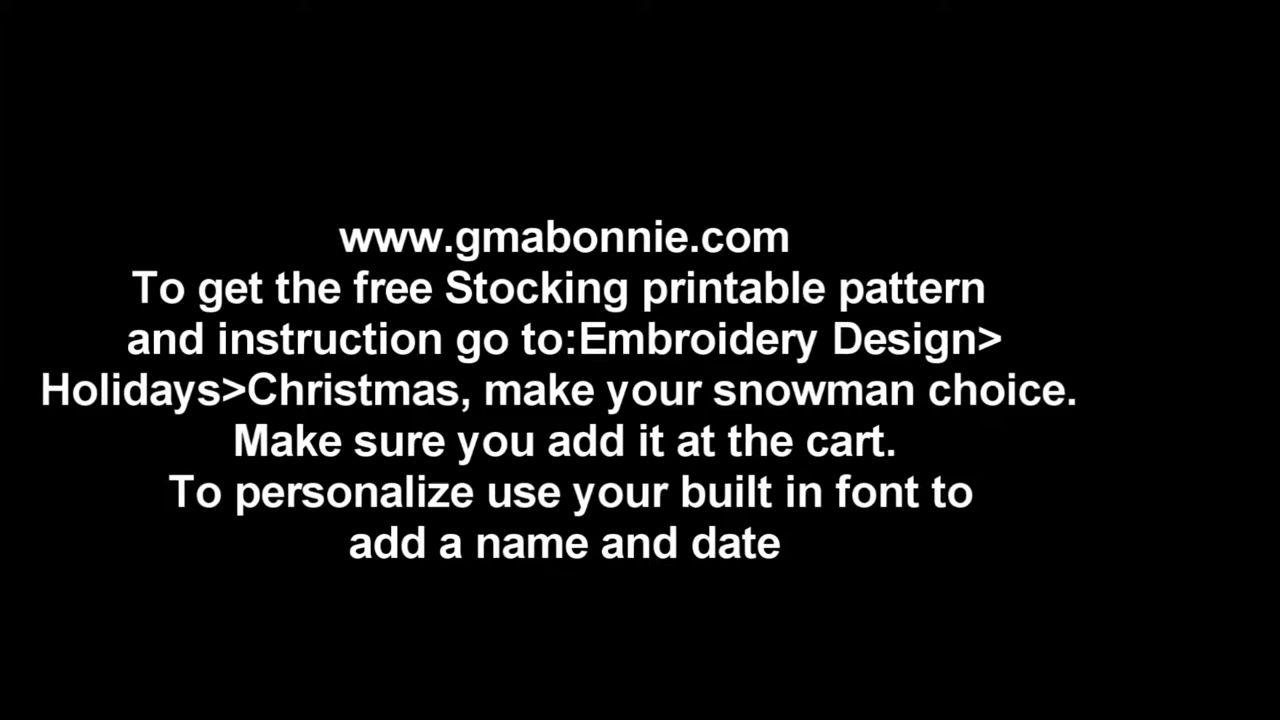 www.gmabonnie.com
To get the free Stocking printable pattern
and instruction go to:Embroidery Design>
Holidays>Christmas, make your snowman choice.
Make sure you add it at the cart.
To personalize use your built in font to
add a name and date